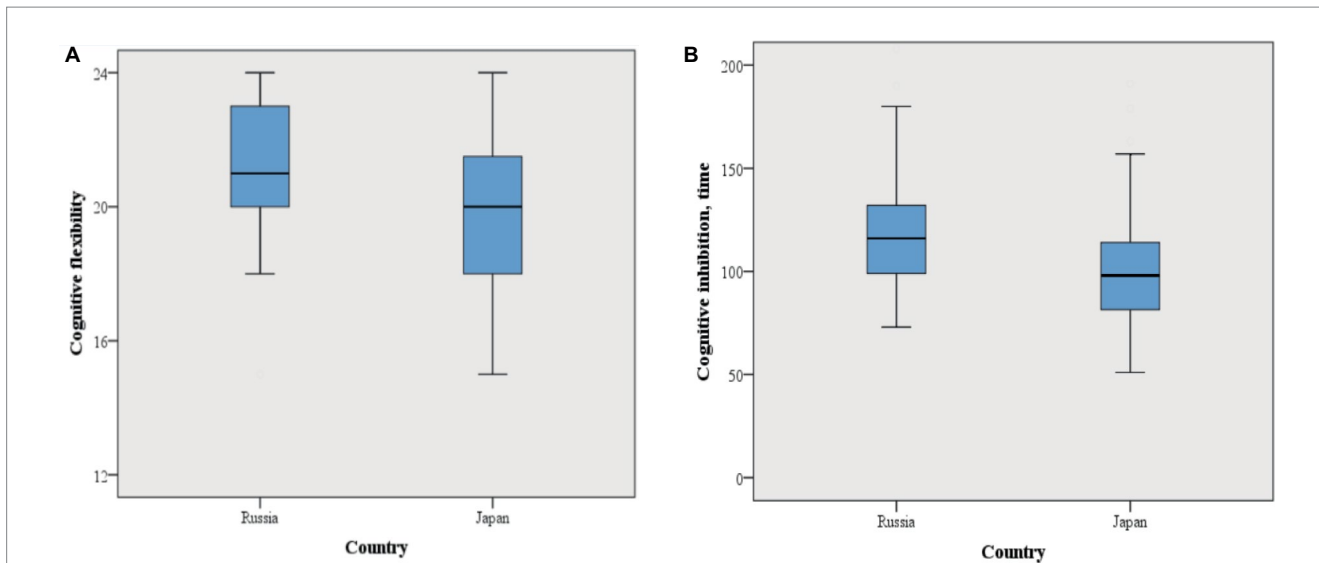 A
Cognitive flexibility
24
20
16
12
Russia
Japan
Country
B
Cognitive inhibition, time
200
150
100
50
0
Russia
Japan
Country